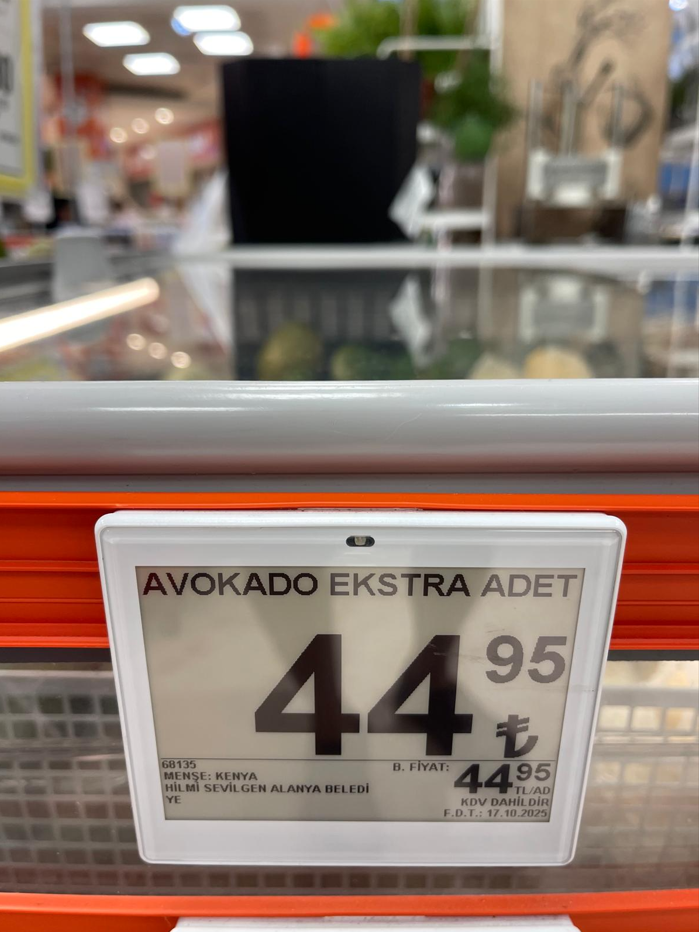 AVOKADO EKSTRA ADET
44 95
₺
68135
MENŞE: KENYA
HİLMİ SEVİLGEN ALANYA BELEDİ
YE
B. FİYAT: 44 95
TL/AD
KDV DAHİLDİR
F.D.T.: 17.10.2025